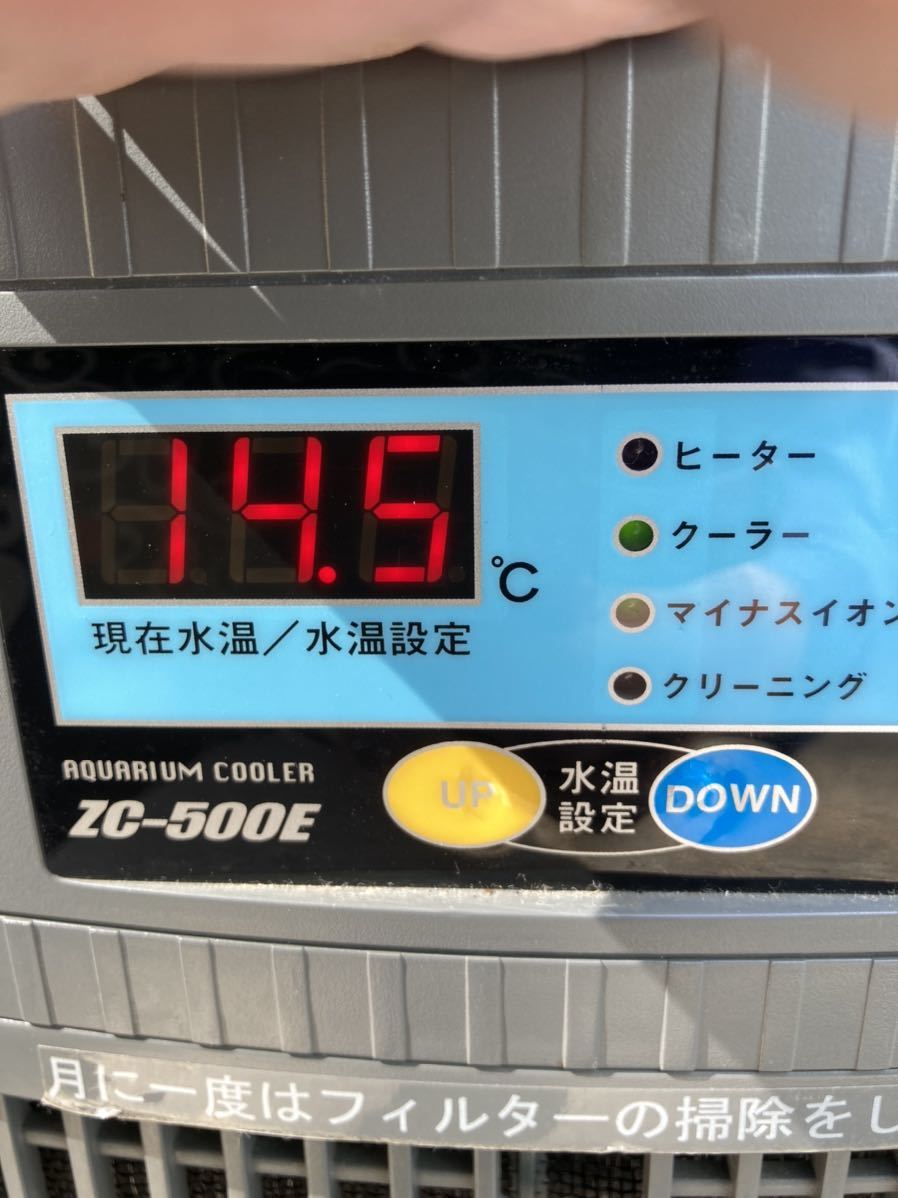 14.5
℃
現在水温／水温設定
ヒーター
クーラー
マイナスイオン
クリーニング
AQUARIUM COOLER
ZC-500E
UP
水温
設定
DOWN
月に一度はフィルターの掃除をし